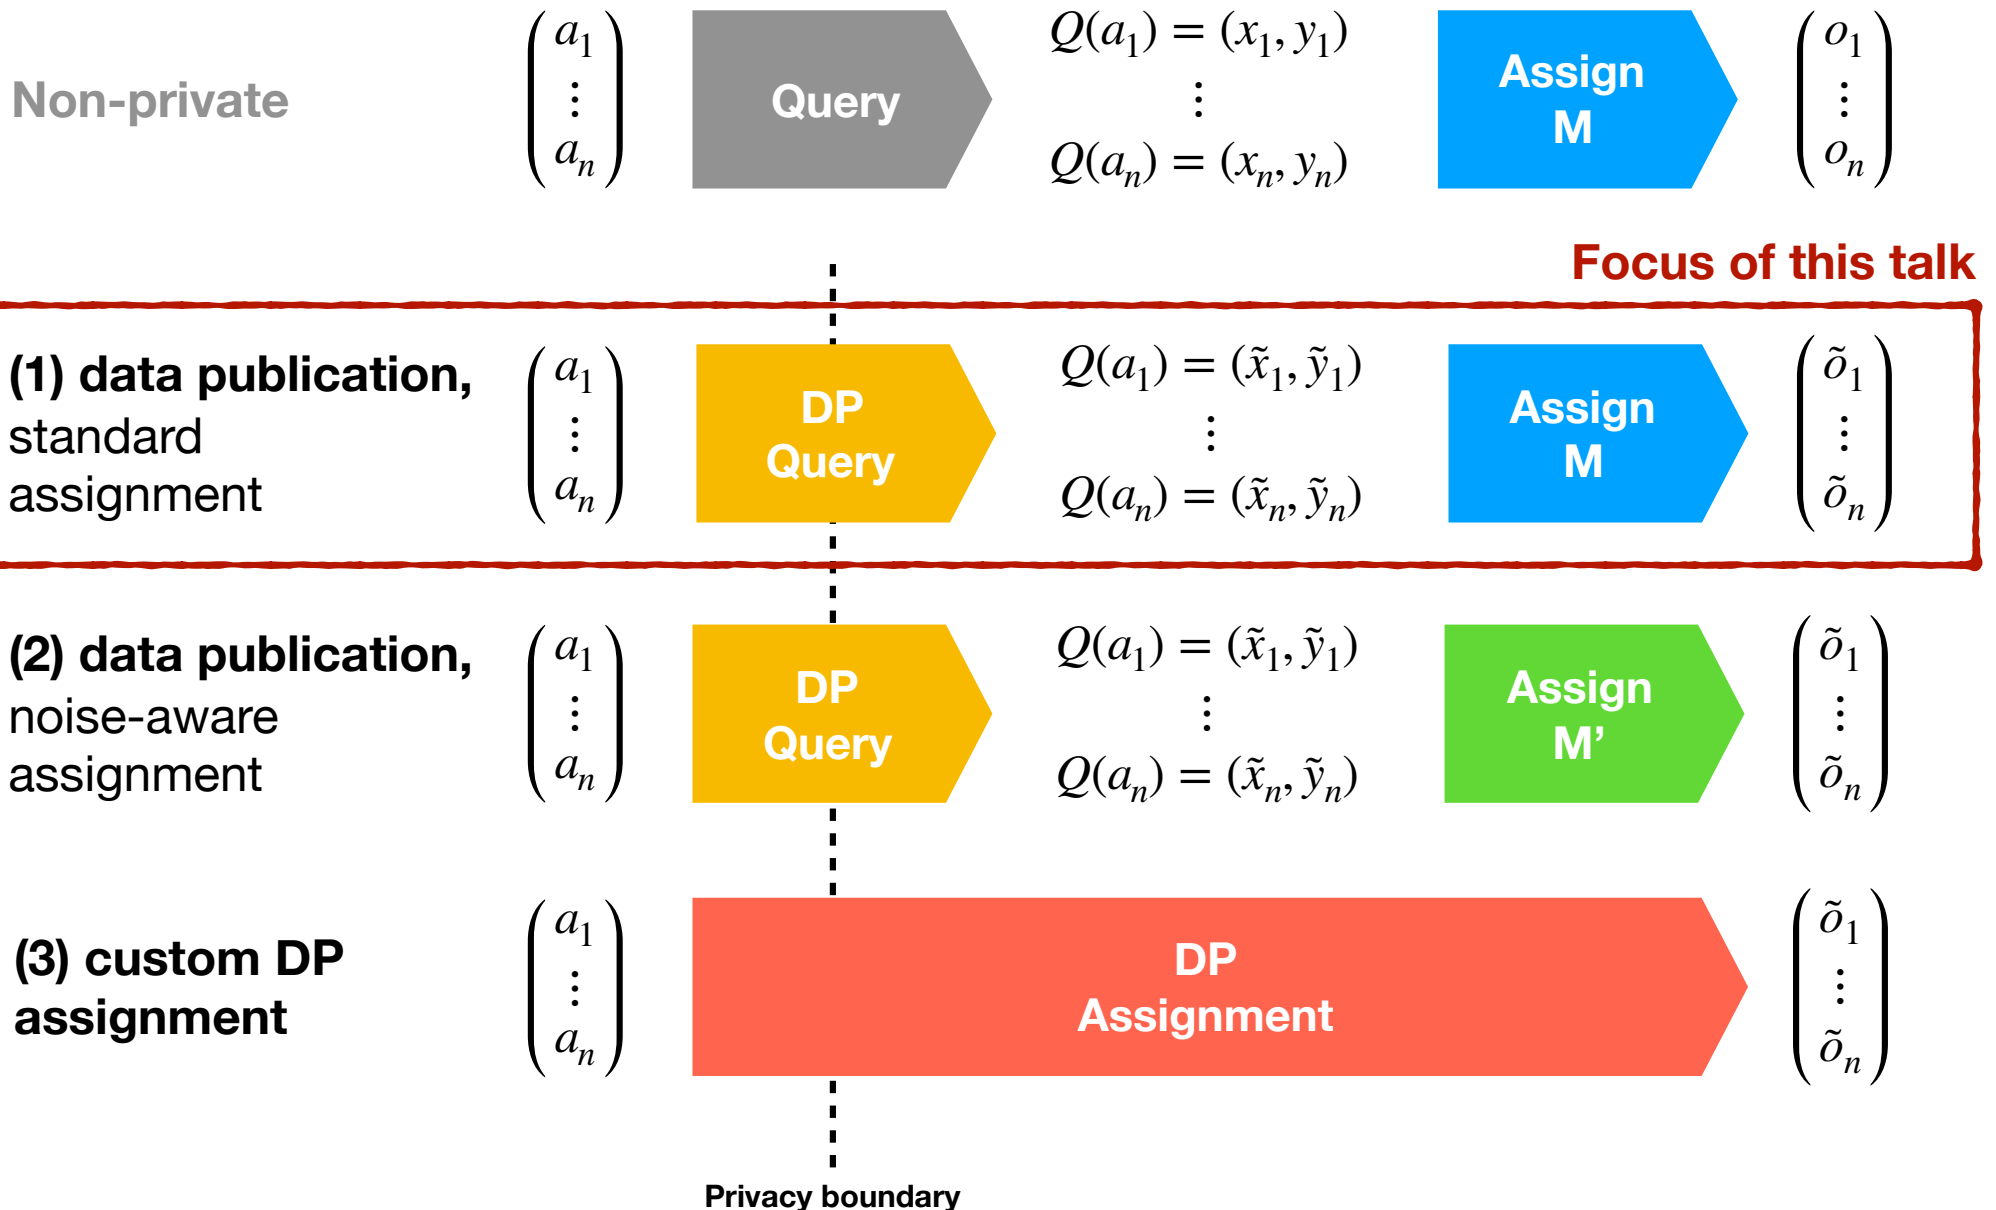 Non-private
a₁
⋮
aₙ
Query
Q(a₁) = (x₁, y₁)
⋮
Q(aₙ) = (xₙ, yₙ)
Assign
M
o₁
⋮
oₙ
Focus of this talk
(1) data publication,
standard
assignment
a₁
⋮
aₙ
DP
Query
Q(a₁) = (x̃₁, ỹ₁)
⋮
Q(aₙ) = (x̃ₙ, ỹₙ)
Assign
M
õ₁
⋮
õₙ
(2) data publication,
noise-aware
assignment
a₁
⋮
aₙ
DP
Query
Q(a₁) = (x̃₁, ỹ₁)
⋮
Q(aₙ) = (x̃ₙ, ỹₙ)
Assign
M’
õ₁
⋮
õₙ
(3) custom DP
assignment
a₁
⋮
aₙ
DP
Assignment
õ₁
⋮
õₙ
Privacy boundary